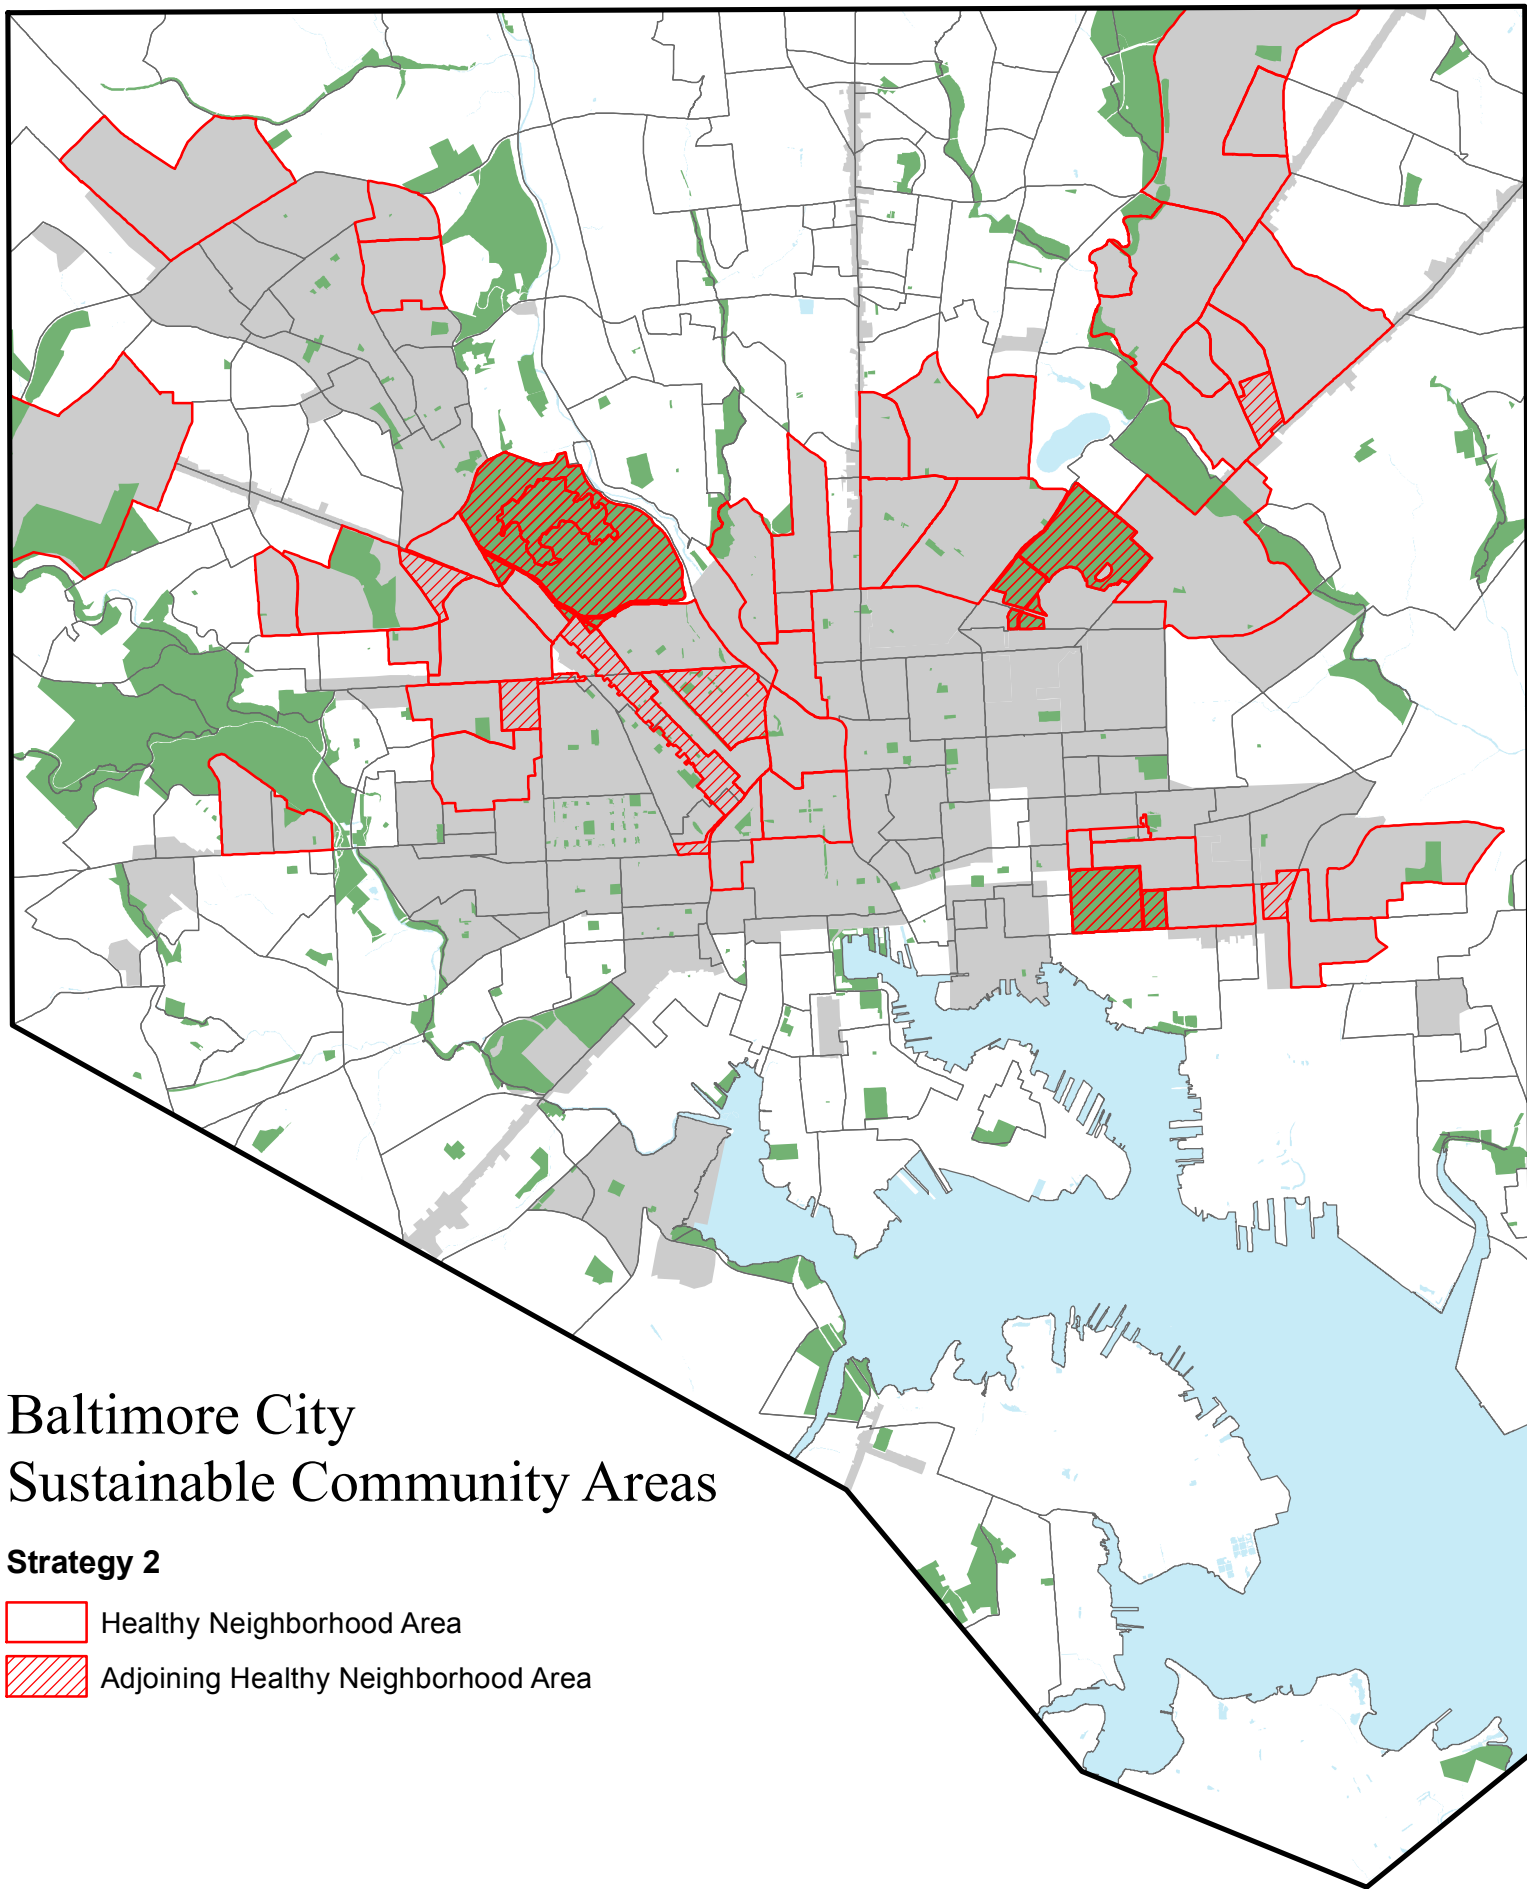 Baltimore City
Sustainable Community Areas
Strategy 2
Healthy Neighborhood Area
Adjoining Healthy Neighborhood Area